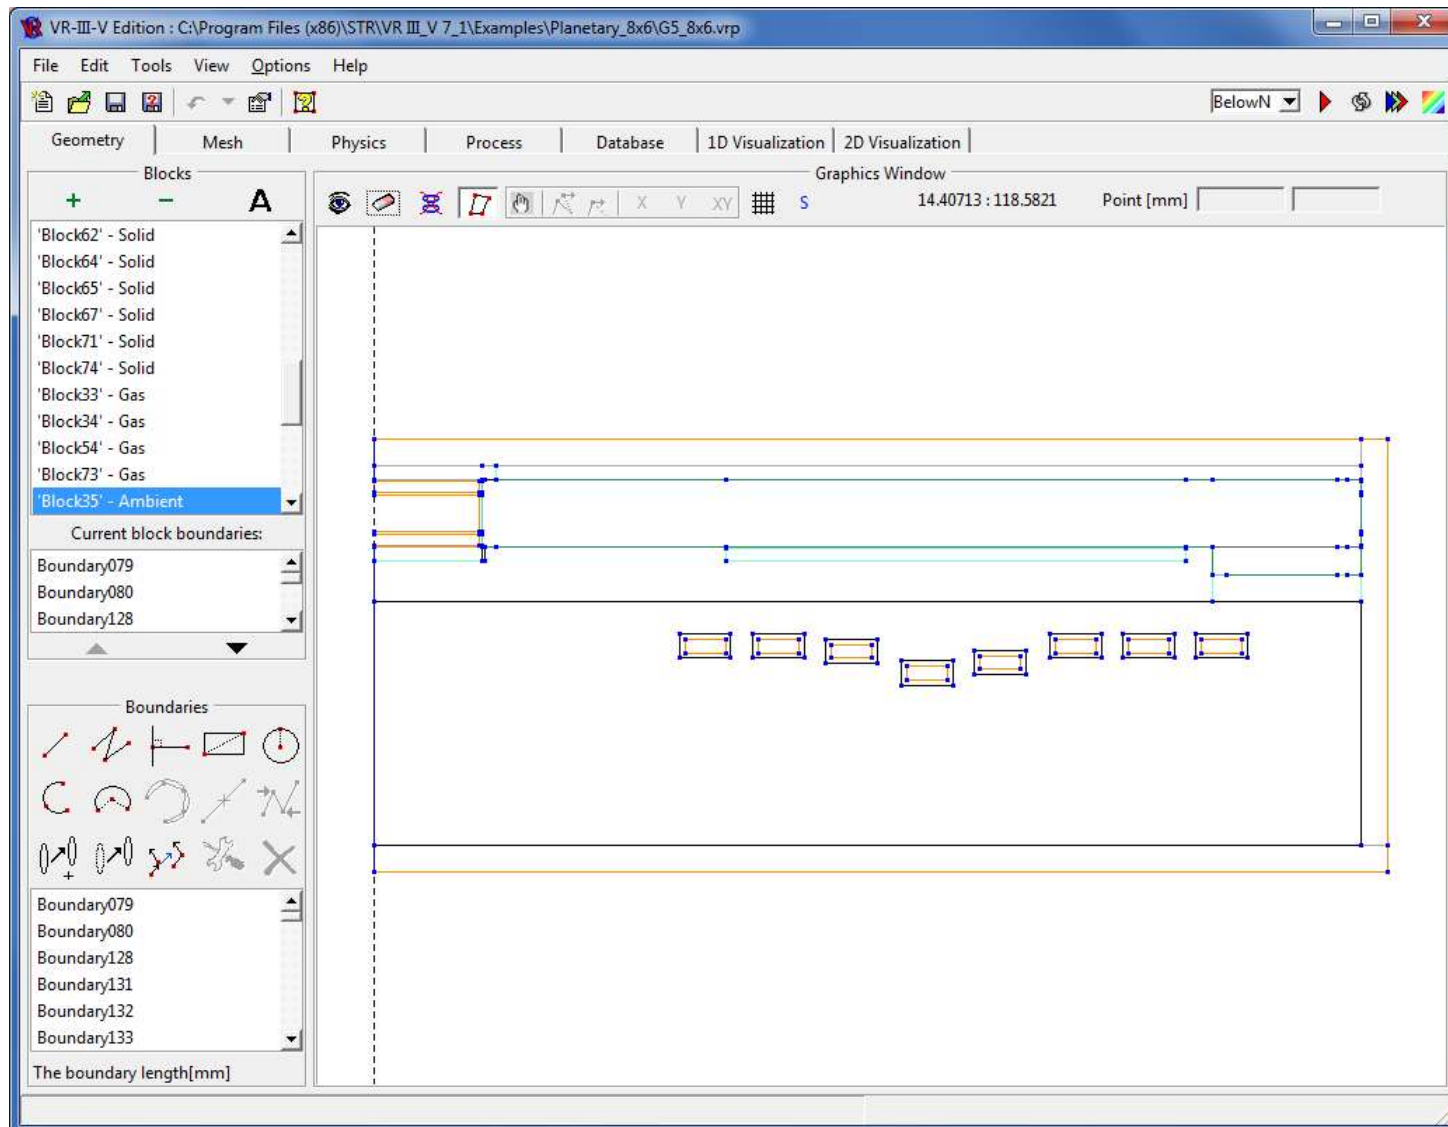 VR-III-V Edition : C:\Program Files (x86)\STR\VR III_V 7_1\Examples\Planetary_8x6\G5_8x6.vrp
File Edit Tools View Options Help
BelowN
Geometry Mesh Physics Process Database 1D Visualization 2D Visualization
Blocks
+ − A
'Block62' - Solid
'Block64' - Solid
'Block65' - Solid
'Block67' - Solid
'Block71' - Solid
'Block74' - Solid
'Block33' - Gas
'Block34' - Gas
'Block54' - Gas
'Block73' - Gas
'Block35' - Ambient
Current block boundaries:
Boundary079
Boundary080
Boundary128
Boundaries
Boundary079
Boundary080
Boundary128
Boundary131
Boundary132
Boundary133
The boundary length[mm]
Graphics Window
X Y XY S 14.40713 : 118.5821 Point [mm]